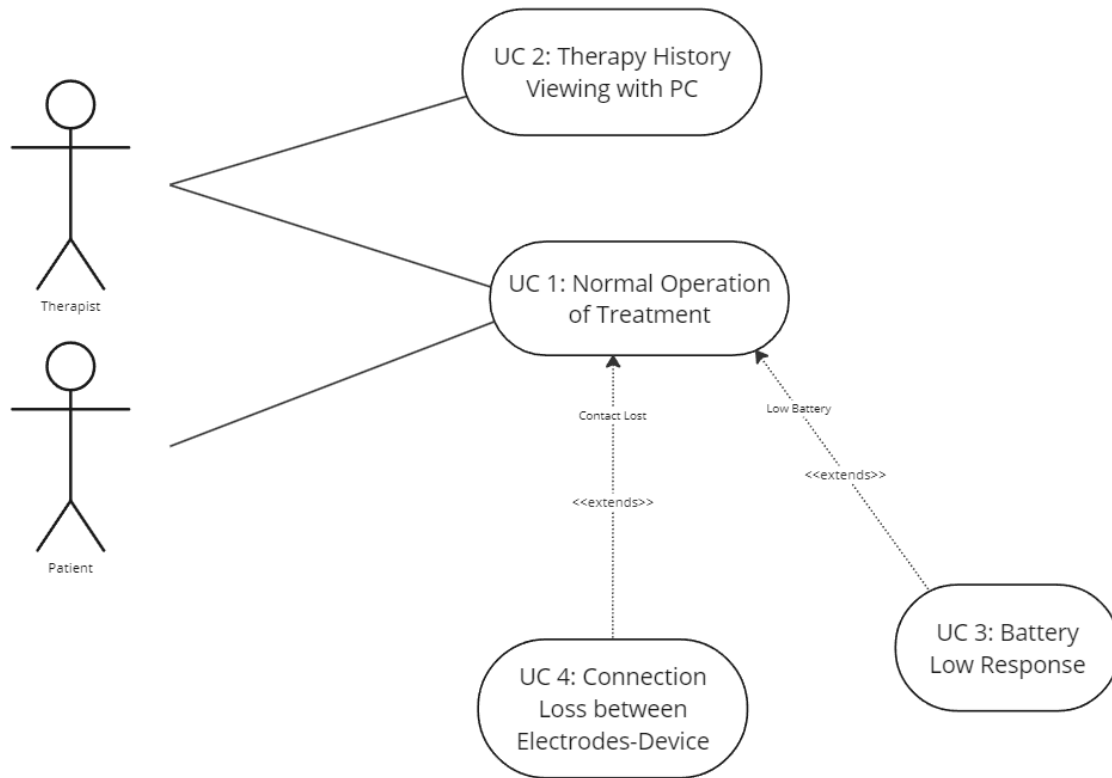 UC 2: Therapy History
Viewing with PC
Therapist
UC 1: Normal Operation
of Treatment
Patient
Contact Lost
<<extends>>
Low Battery
<<extends>>
UC 4: Connection
Loss between
Electrodes-Device
UC 3: Battery
Low Response